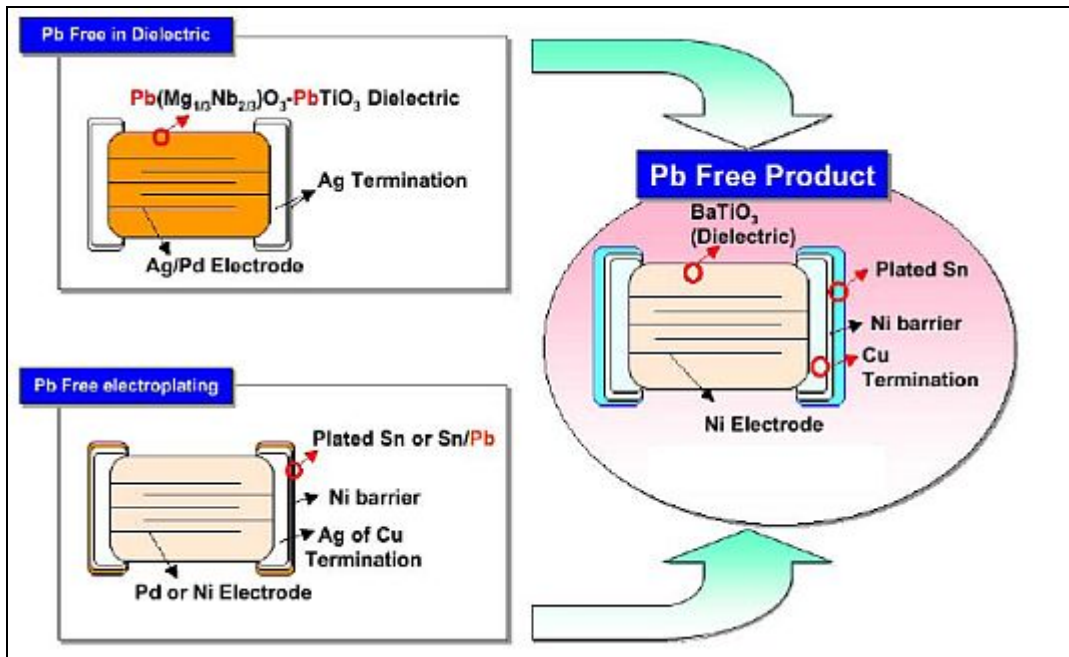 Pb Free in Dielectric
Pb(Mg1/3Nb2/3)O3-PbTiO3 Dielectric
Ag Termination
Ag/Pd Electrode
Pb Free electroplating
Plated Sn or Sn/Pb
Ni barrier
Ag of Cu
Termination
Pd or Ni Electrode
Pb Free Product
BaTiO3
(Dielectric)
Plated Sn
Ni barrier
Cu
Termination
Ni Electrode